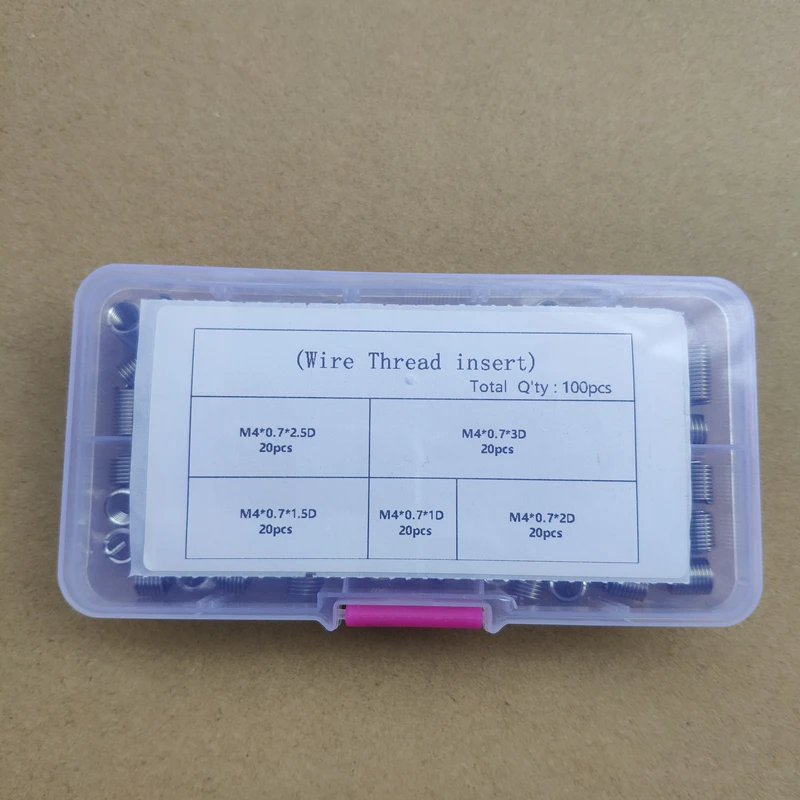 (Wire Thread insert)
Total Q'ty : 100pcs
M4*0.7*2.5D
20pcs
M4*0.7*3D
20pcs
M4*0.7*1.5D
20pcs
M4*0.7*1D
20pcs
M4*0.7*2D
20pcs